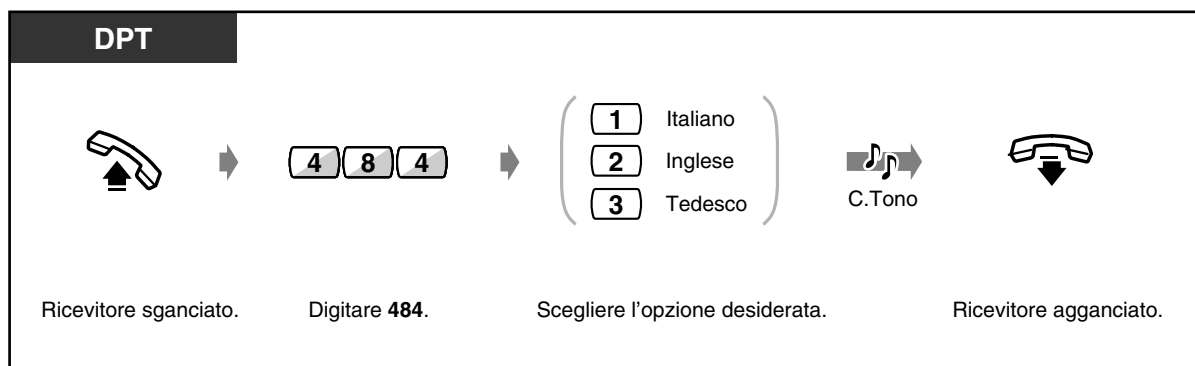 DPT
4 8 4
1 Italiano
2 Inglese
3 Tedesco
C.Tono
Ricevitore sganciato. Digitare 484. Scegliere l’opzione desiderata. Ricevitore agganciato.